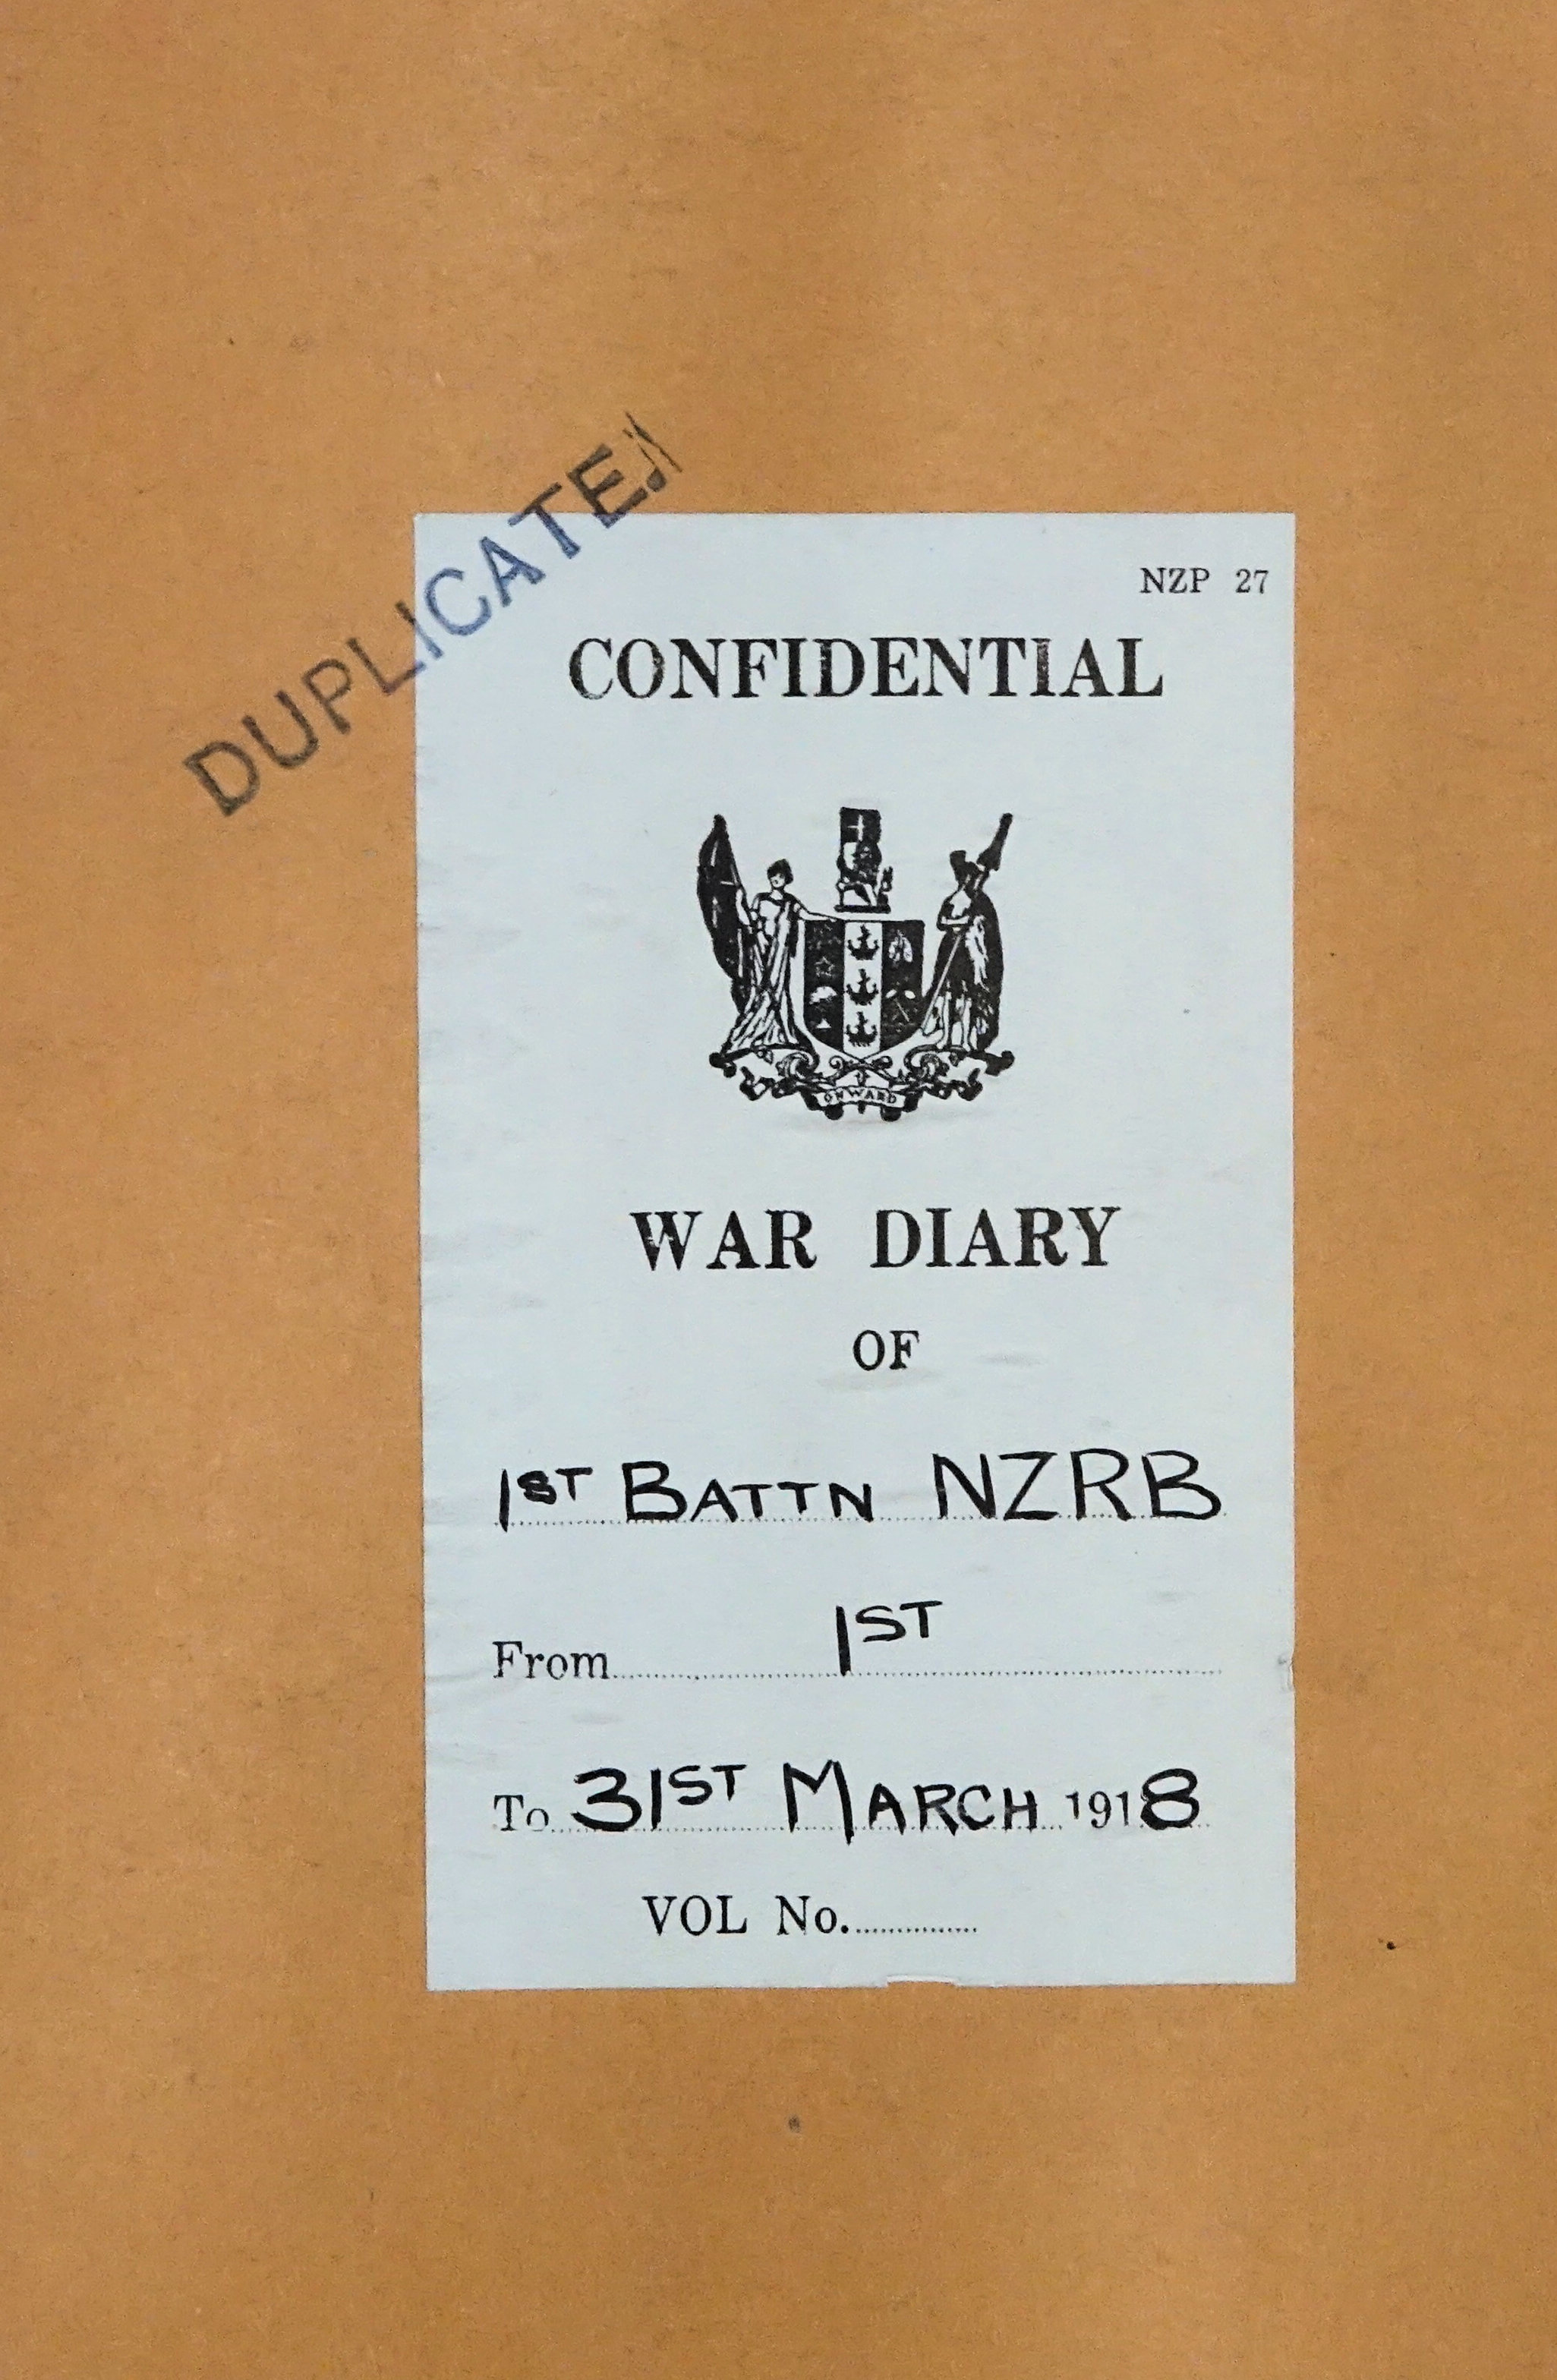 DUPLICATE
NZP 27
CONFIDENTIAL
ONWARD
WAR DIARY
OF
1ST BATTN NZRB
From 1ST
To 31ST MARCH 1918
VOL No.